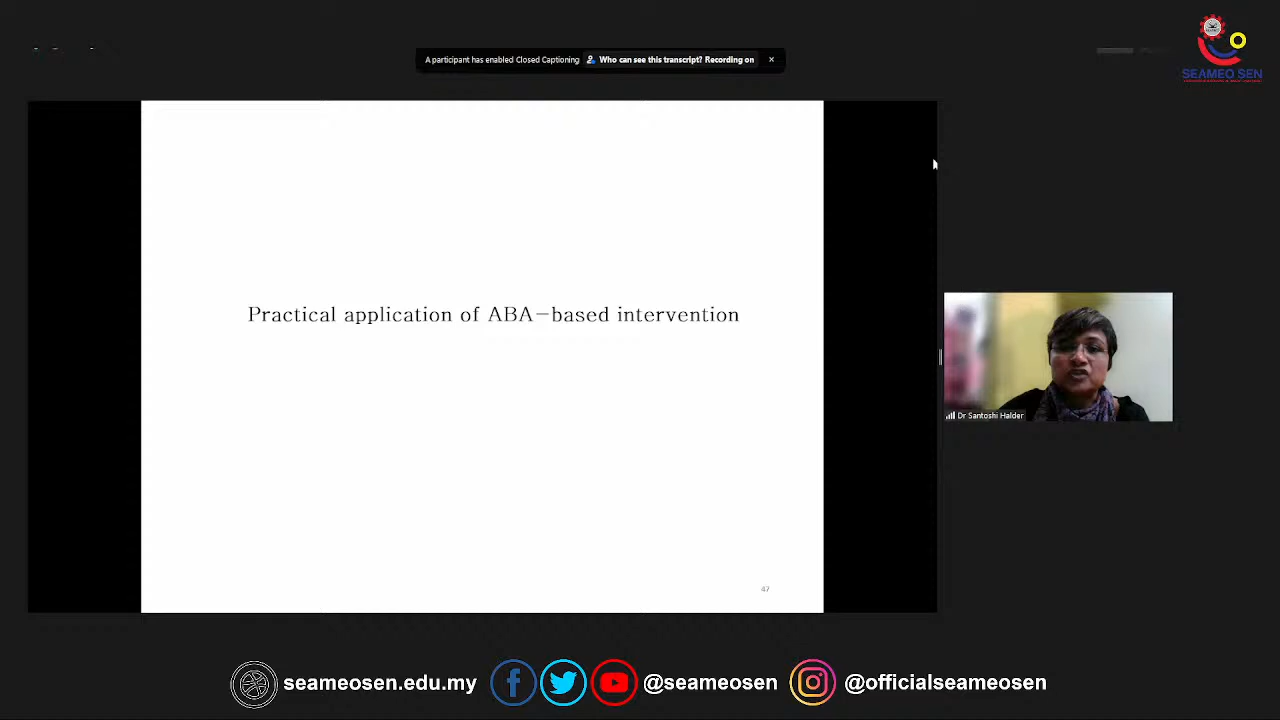 A participant has enabled Closed Captioning Who can see this transcript? Recording on
SEAMEO SEN
Practical application of ABA-based intervention
47
Dr Santoshi Halder
seameosen.edu.my @seameosen @officialseameosen